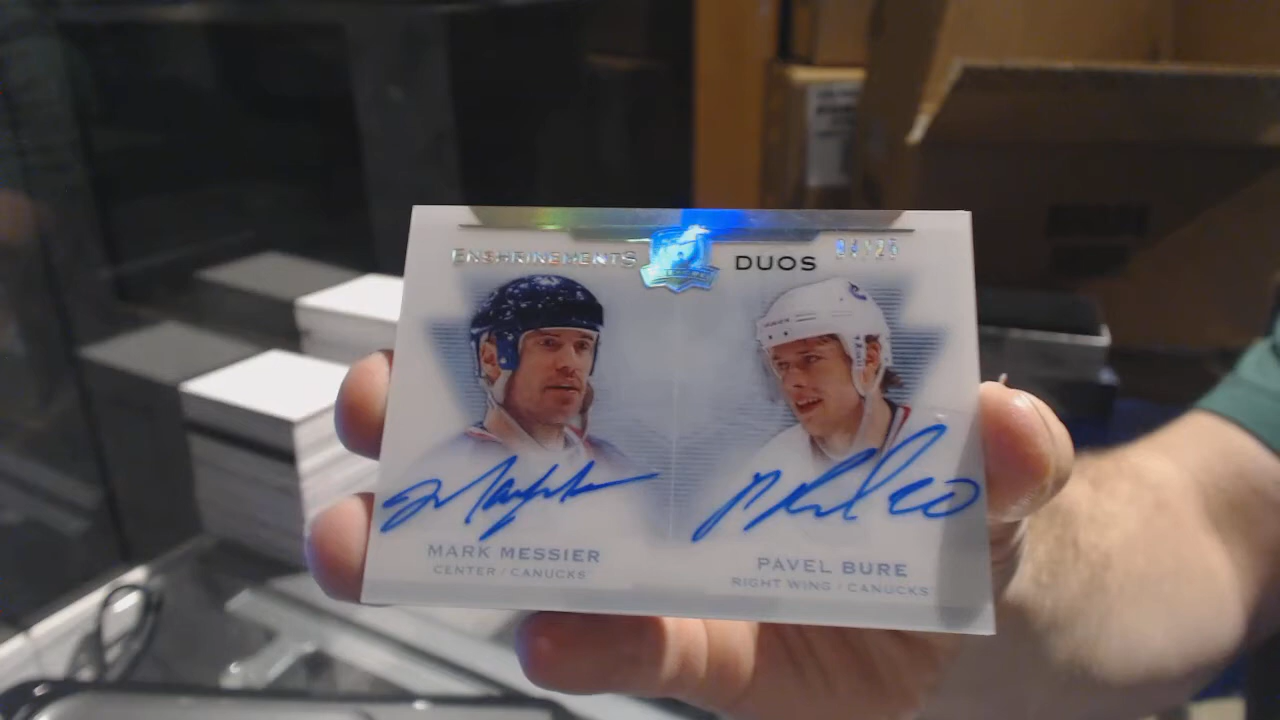 ENSHRINEMENTS DUOS
MARK MESSIER
CENTER / CANUCKS
PAVEL BURE
RIGHT WING / CANUCKS